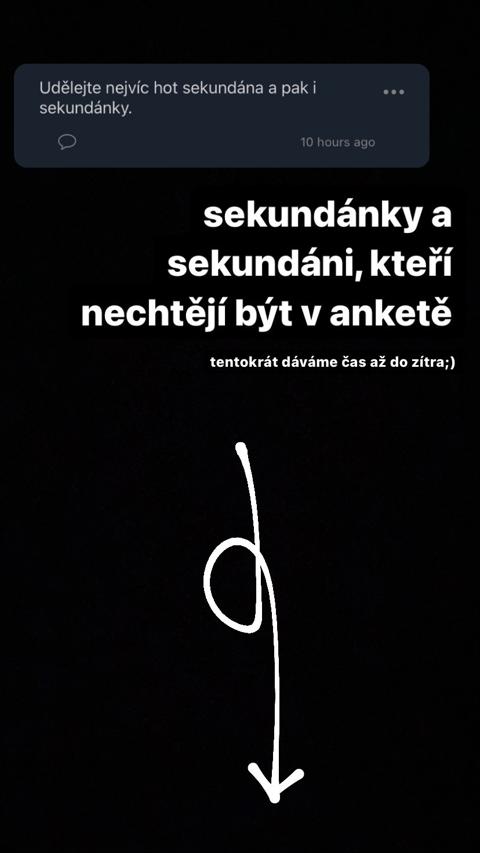 Udělejte nejvíc hot sekundána a pak i
sekundánky.
10 hours ago
sekundánky a
sekundáni, kteří
nechtějí být v anketě
tentokrát dáváme čas až do zítra;)